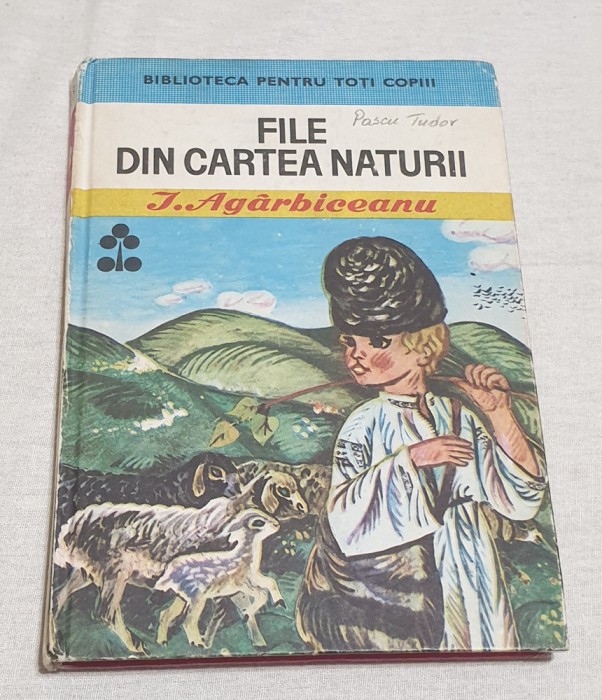 BIBLIOTECA PENTRU TOȚI COPIII
Pascu Tudor
FILE
DIN CARTEA NATURII
I. Agârbiceanu